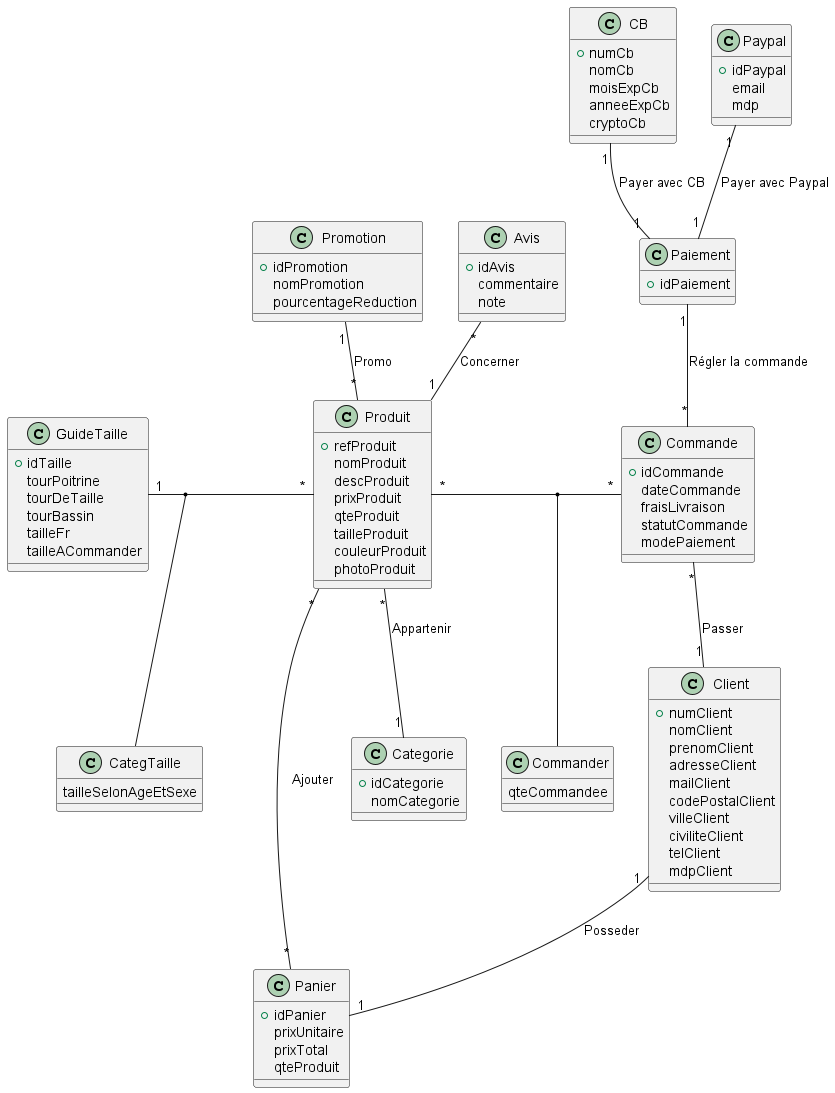 C CB
numCb
nomCb
moisExpCb
anneeExpCb
cryptoCb
C Paypal
idPaypal
email
mdp
1
1
Payer avec CB
Payer avec Paypal
1
1
C Promotion
idPromotion
nomPromotion
pourcentageReduction
C Avis
idAvis
commentaire
note
C Paiement
idPaiement
1
*
1
Promo
Concerner
Régler la commande
*
1
*
C GuideTaille
idTaille
tourPoitrine
tourDeTaille
tourBassin
tailleFr
tailleACommander
C Produit
refProduit
nomProduit
descProduit
prixProduit
qteProduit
tailleProduit
couleurProduit
photoProduit
C Commande
idCommande
dateCommande
fraisLivraison
statutCommande
modePaiement
1
*
*
*
*
*
*
Appartenir
Passer
1
1
C Client
numClient
nomClient
prenomClient
adresseClient
mailClient
codePostalClient
villeClient
civiliteClient
telClient
mdpClient
C CategTaille
tailleSelonAgeEtSexe
Ajouter
C Categorie
idCategorie
nomCategorie
C Commander
qteCommandee
1
Posseder
*
1
C Panier
idPanier
prixUnitaire
prixTotal
qteProduit